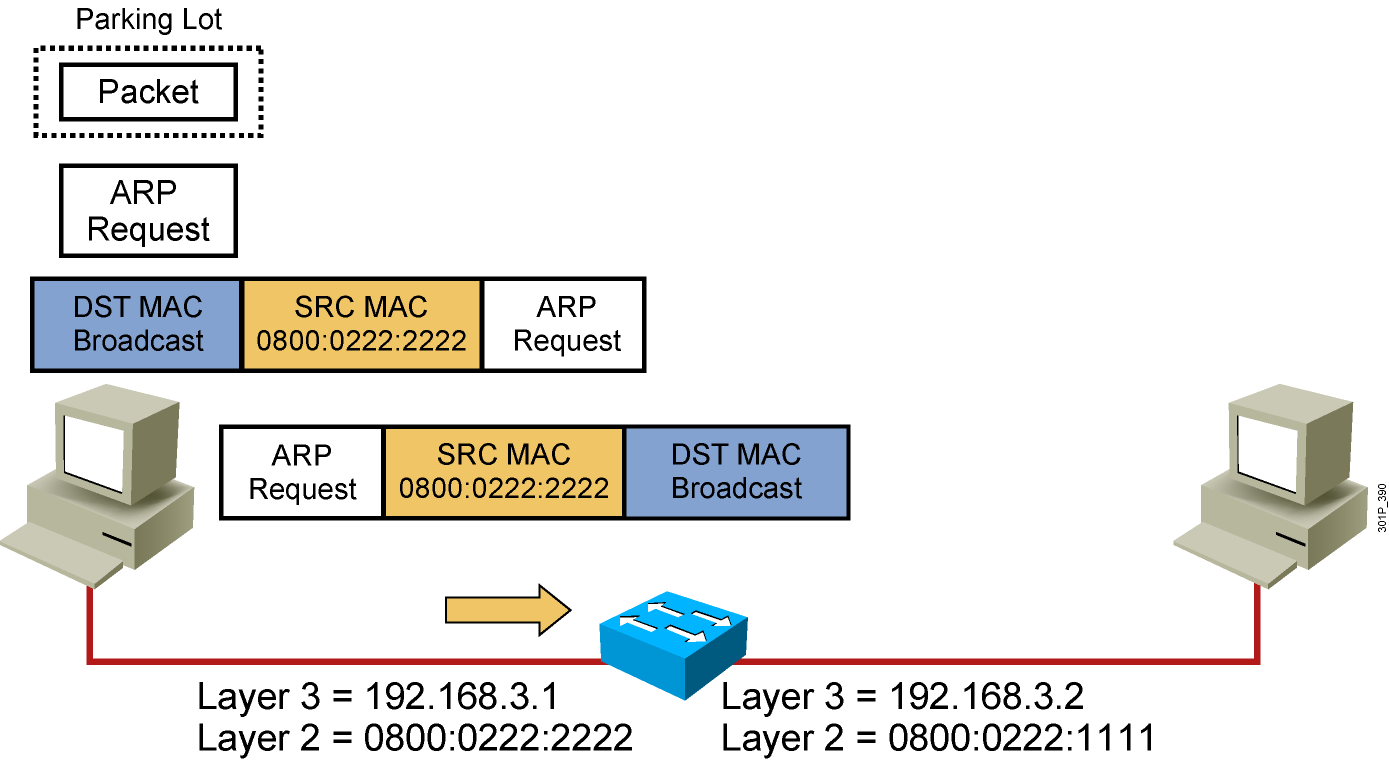 Parking Lot
Packet
ARP
Request
DST MAC
Broadcast
SRC MAC
0800:0222:2222
ARP
Request
ARP
Request
SRC MAC
0800:0222:2222
DST MAC
Broadcast
301P_390
Layer 3 = 192.168.3.1
Layer 2 = 0800:0222:2222
Layer 3 = 192.168.3.2
Layer 2 = 0800:0222:1111